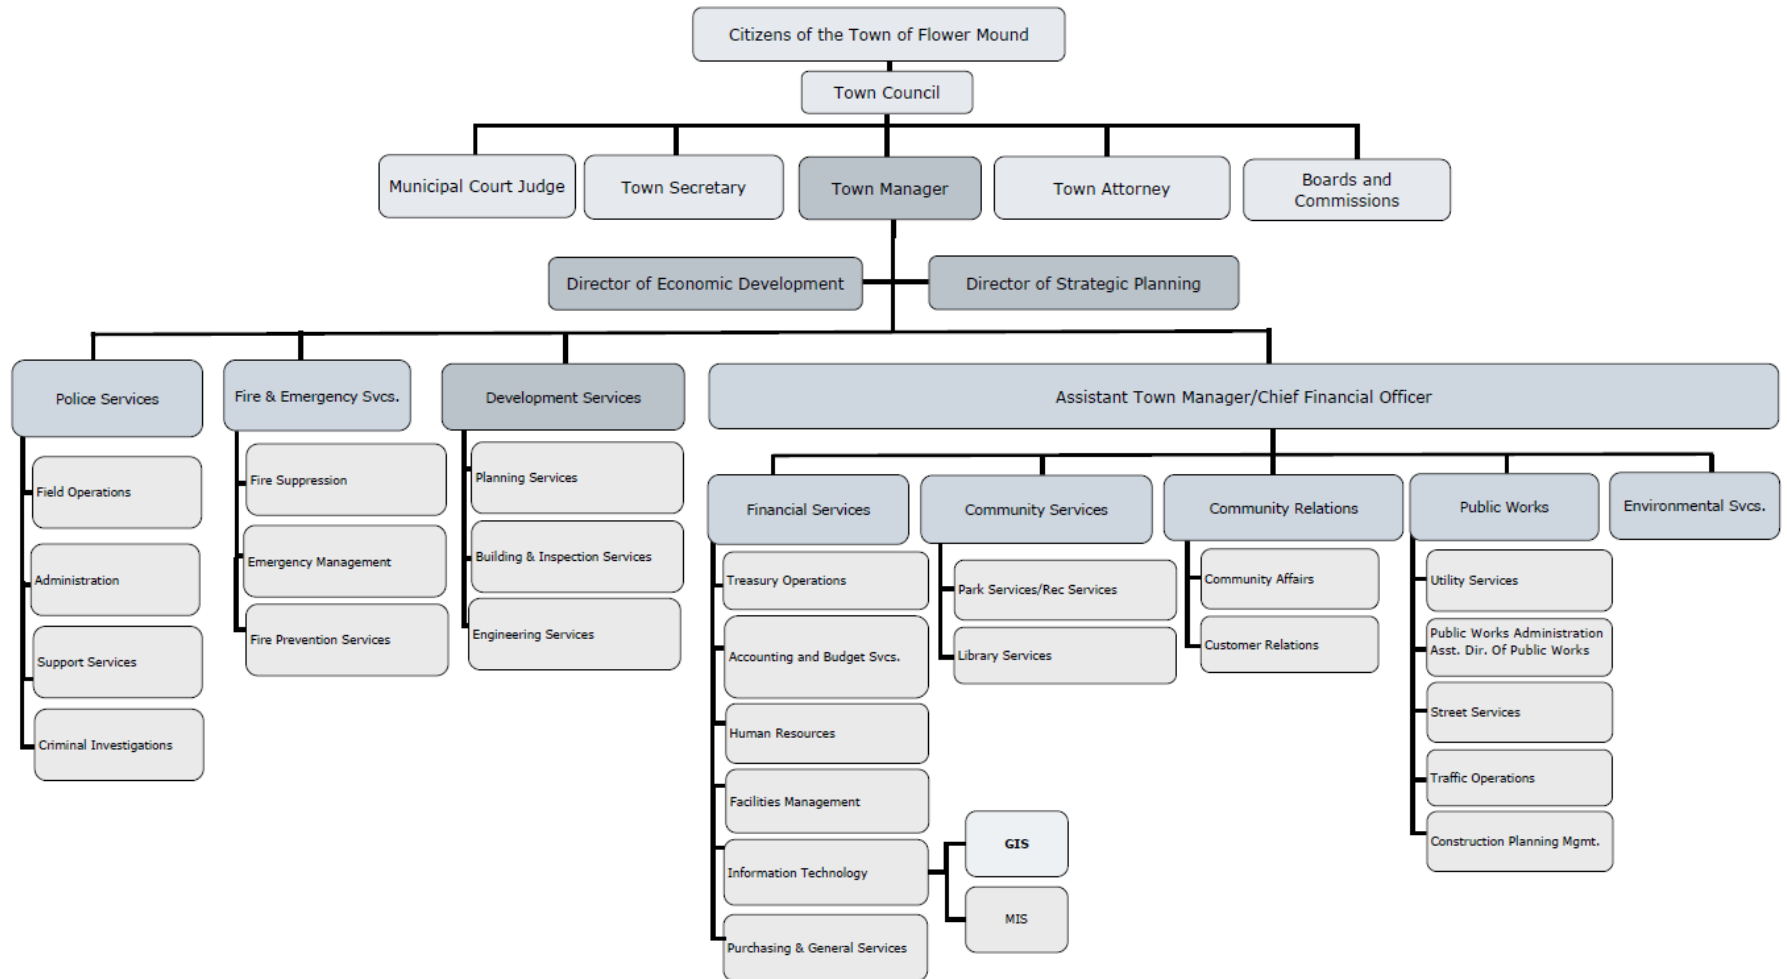 Citizens of the Town of Flower Mound
Town Council
Municipal Court Judge
Town Secretary
Town Manager
Town Attorney
Boards and
Commissions
Director of Economic Development
Director of Strategic Planning
Police Services
Fire & Emergency Svcs.
Development Services
Assistant Town Manager/Chief Financial Officer
Field Operations
Administration
Support Services
Criminal Investigations
Fire Suppression
Emergency Management
Fire Prevention Services
Planning Services
Building & Inspection Services
Engineering Services
Financial Services
Community Services
Community Relations
Public Works
Environmental Svcs.
Treasury Operations
Accounting and Budget Svcs.
Human Resources
Facilities Management
Information Technology
Purchasing & General Services
GIS
MIS
Park Services/Rec Services
Library Services
Community Affairs
Customer Relations
Utility Services
Public Works Administration
Asst. Dir. Of Public Works
Street Services
Traffic Operations
Construction Planning Mgmt.